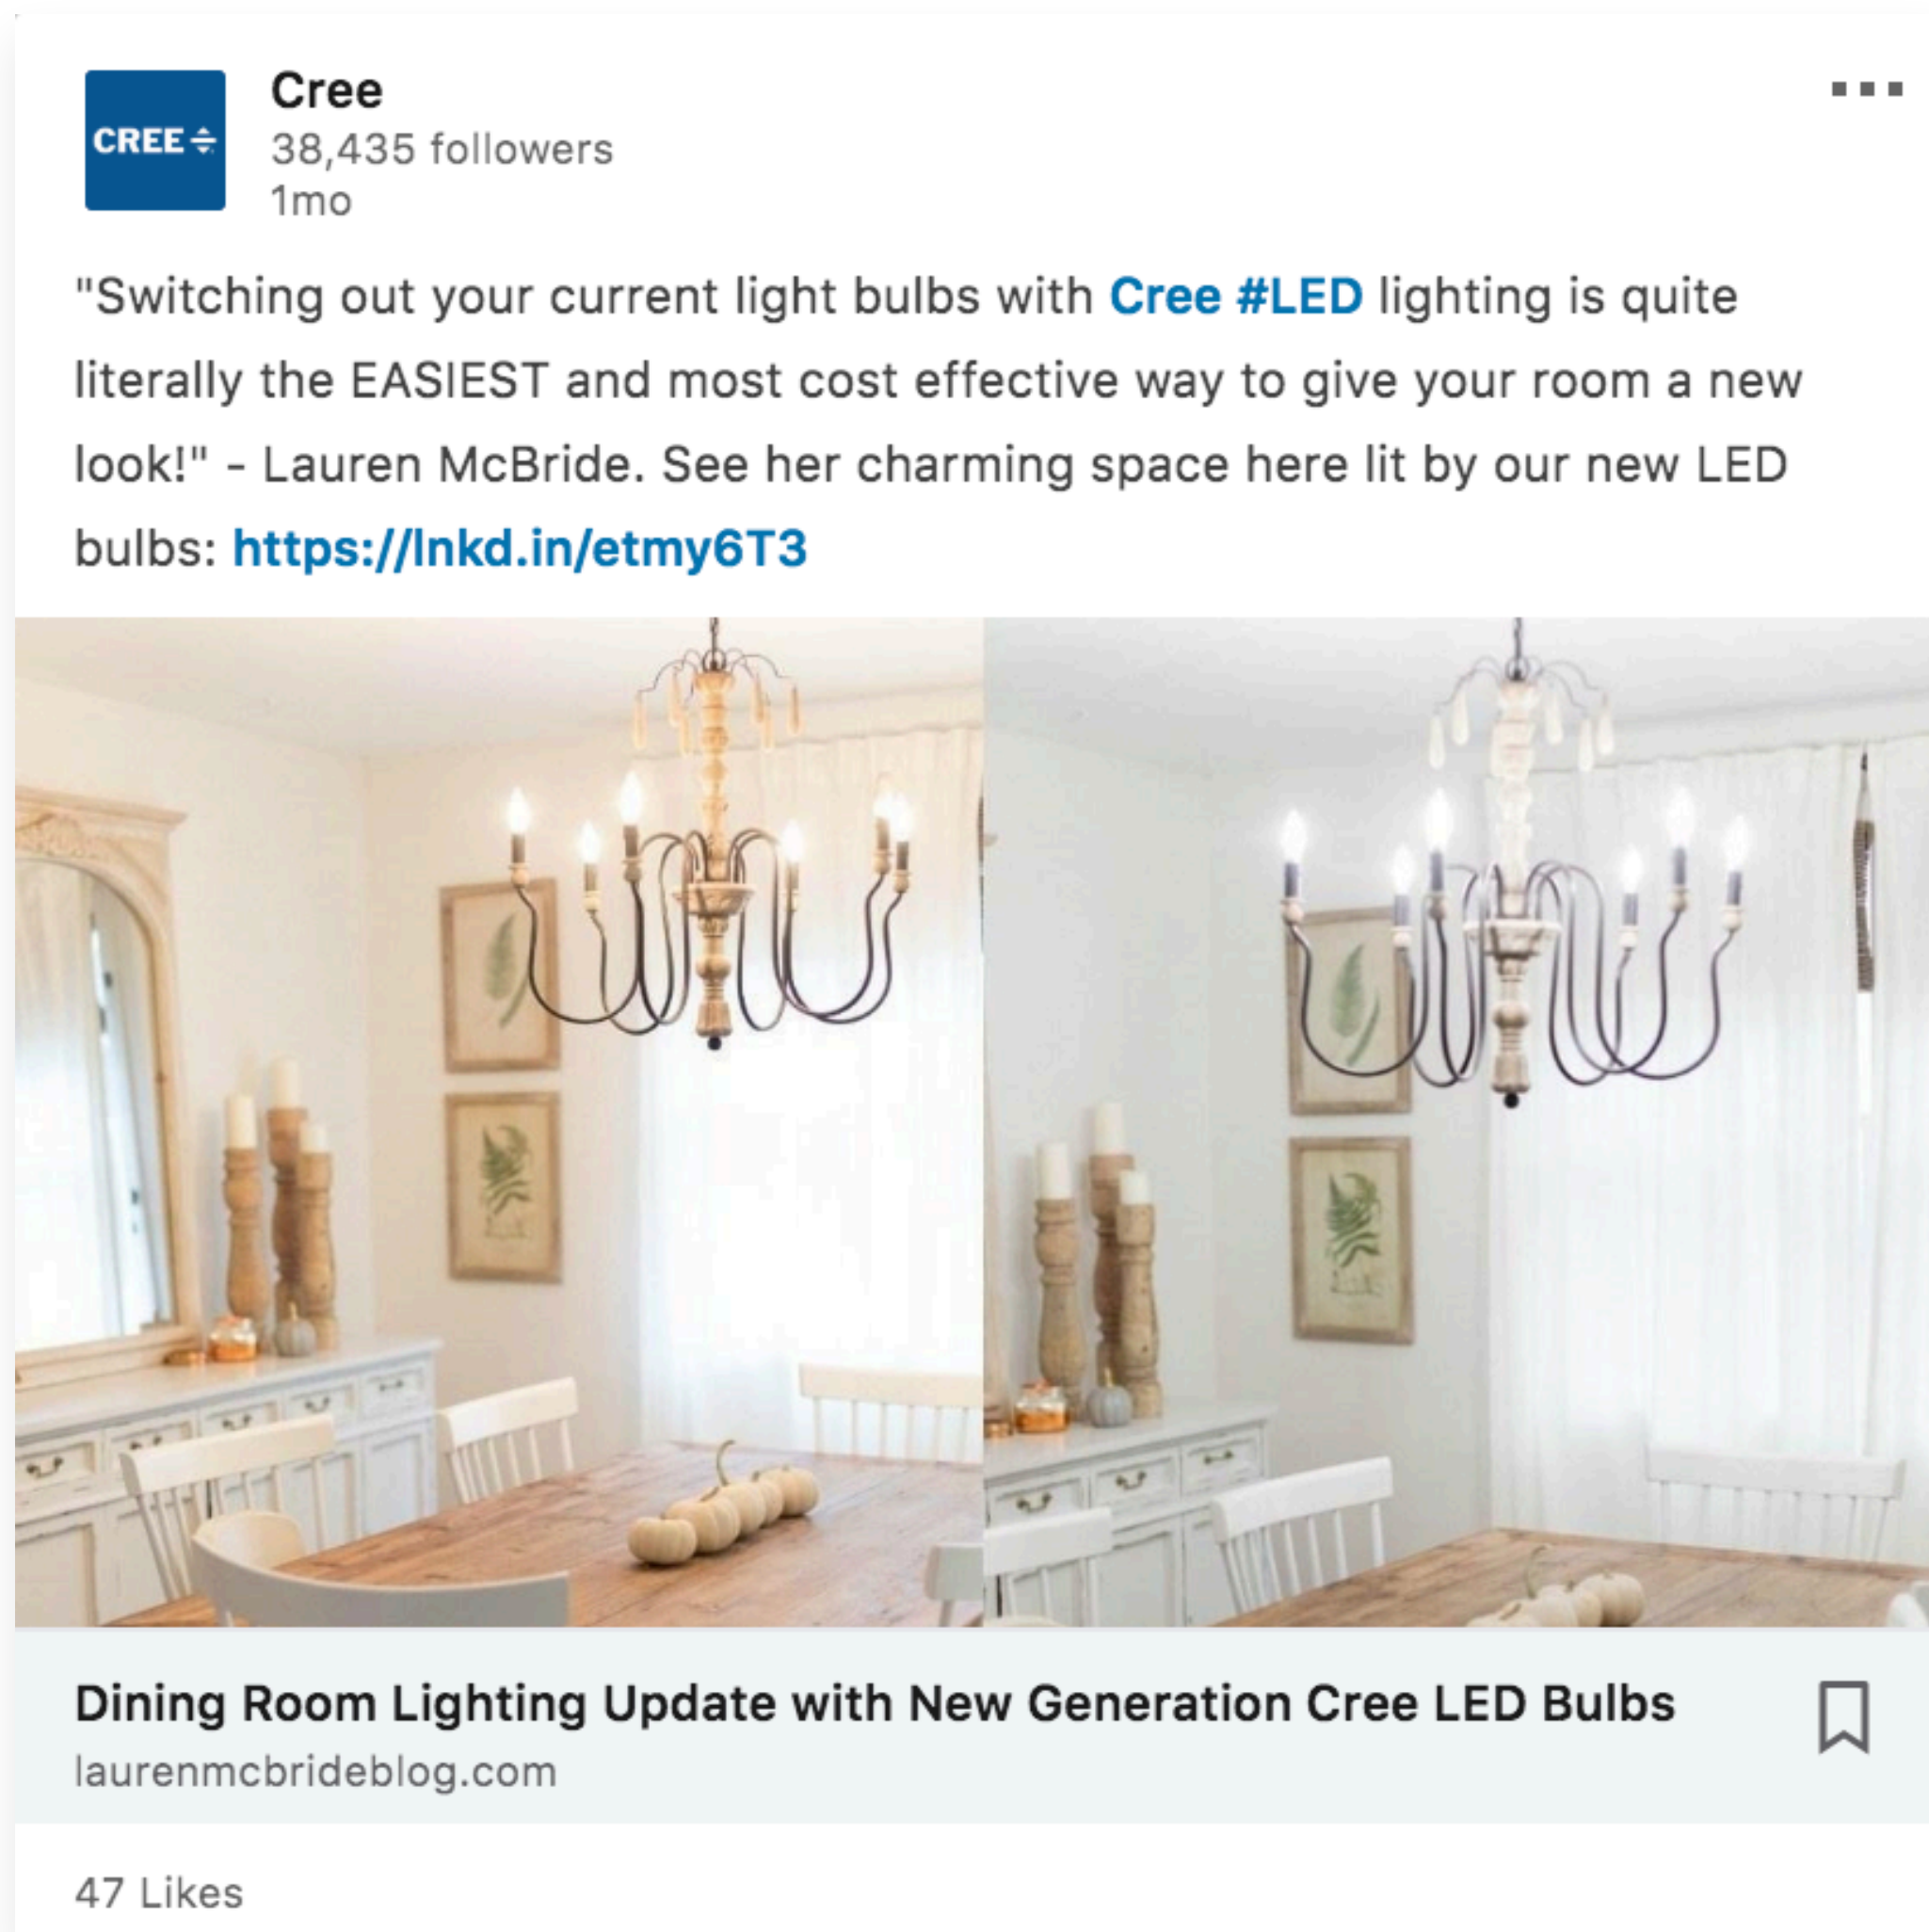 CREE
Cree
38,435 followers
1mo
"Switching out your current light bulbs with Cree #LED lighting is quite
literally the EASIEST and most cost effective way to give your room a new
look!" - Lauren McBride. See her charming space here lit by our new LED
bulbs: https://lnkd.in/etmy6T3
Dining Room Lighting Update with New Generation Cree LED Bulbs
laurenmcbrideblog.com
47 Likes